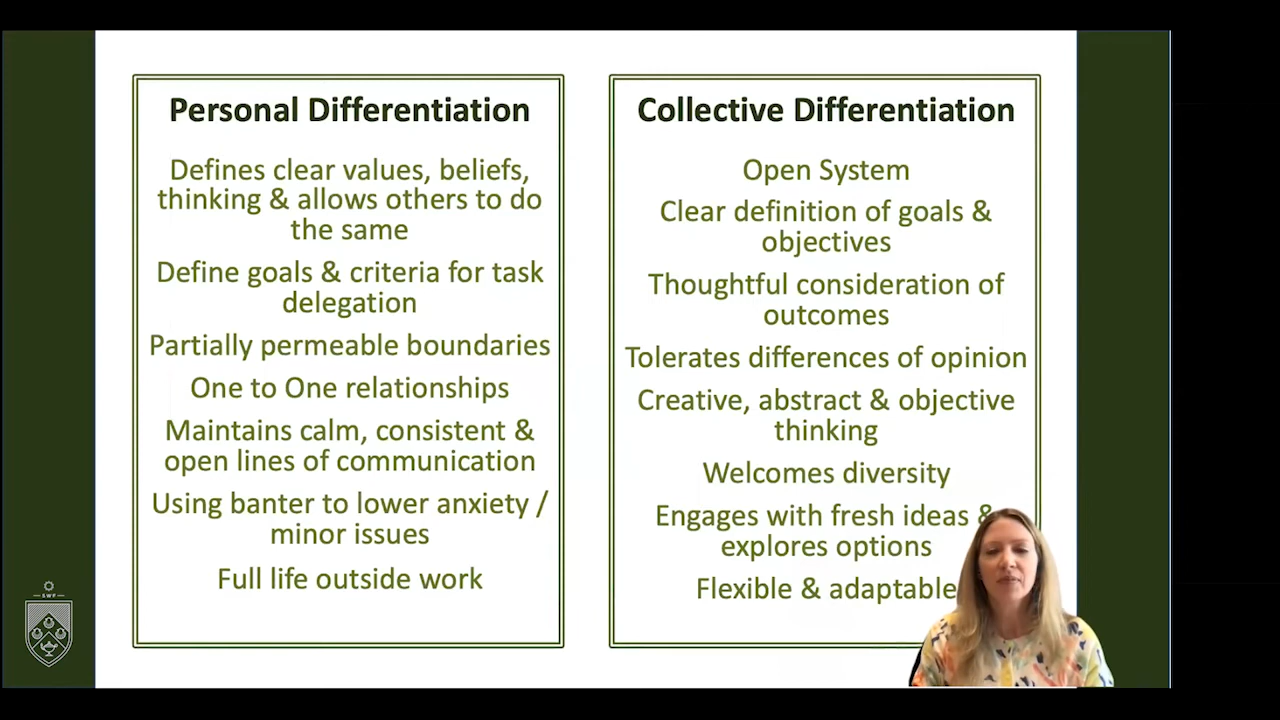 Personal Differentiation
Defines clear values, beliefs,
thinking & allows others to do
the same
Define goals & criteria for task
delegation
Partially permeable boundaries
One to One relationships
Maintains calm, consistent &
open lines of communication
Using banter to lower anxiety /
minor issues
Full life outside work
Collective Differentiation
Open System
Clear definition of goals &
objectives
Thoughtful consideration of
outcomes
Tolerates differences of opinion
Creative, abstract & objective
thinking
Welcomes diversity
Engages with fresh ideas &
explores options
Flexible & adaptable
SWF